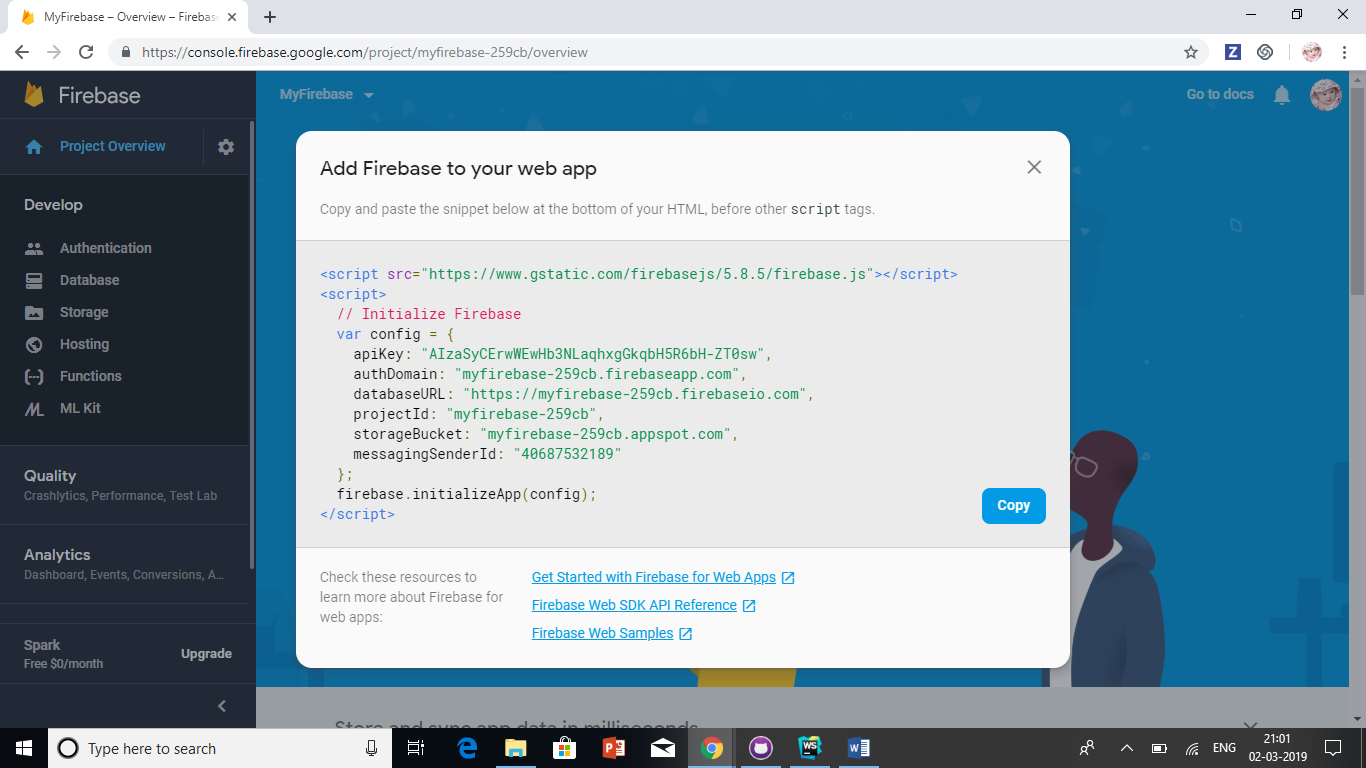 MyFirebase – Overview – Firebas
https://console.firebase.google.com/project/myfirebase-259cb/overview
Z
Firebase
MyFirebase
Go to docs
Project Overview
Develop
Authentication
Database
Storage
Hosting
Functions
ML Kit
Quality
Crashlytics, Performance, Test Lab
Analytics
Dashboard, Events, Conversions, A...
Spark
Free $0/month
Upgrade
Add Firebase to your web app
Copy and paste the snippet below at the bottom of your HTML, before other script tags.
<script src="https://www.gstatic.com/firebasejs/5.8.5/firebase.js"></script>
<script>
// Initialize Firebase
var config = {
apiKey: "AIzaSyCErwWEwHb3NLaqhxgGkqbH5R6bH-ZT0sw",
authDomain: "myfirebase-259cb.firebaseapp.com",
databaseURL: "https://myfirebase-259cb.firebaseio.com",
projectId: "myfirebase-259cb",
storageBucket: "myfirebase-259cb.appspot.com",
messagingSenderId: "40687532189"
};
firebase.initializeApp(config);
</script>
Copy
Check these resources to
learn more about Firebase for
web apps:
Get Started with Firebase for Web Apps
Firebase Web SDK API Reference
Firebase Web Samples
Store and sync app data in milliseconds
Type here to search
ENG
21:01
02-03-2019